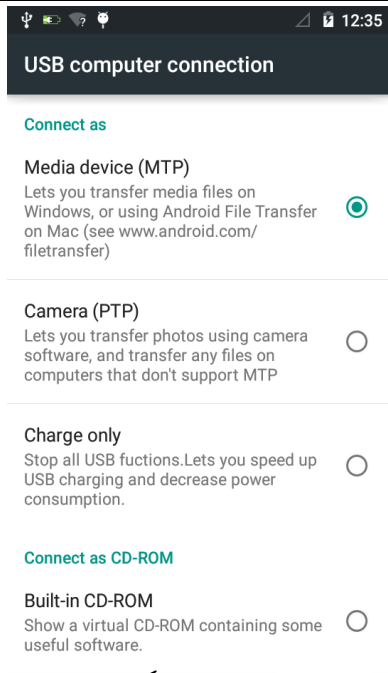 12:35
USB computer connection
Connect as
Media device (MTP)
Lets you transfer media files on
Windows, or using Android File Transfer
on Mac (see www.android.com/
filetransfer)
Camera (PTP)
Lets you transfer photos using camera
software, and transfer any files on
computers that don't support MTP
Charge only
Stop all USB fuctions.Lets you speed up
USB charging and decrease power
consumption.
Connect as CD-ROM
Built-in CD-ROM
Show a virtual CD-ROM containing some
useful software.